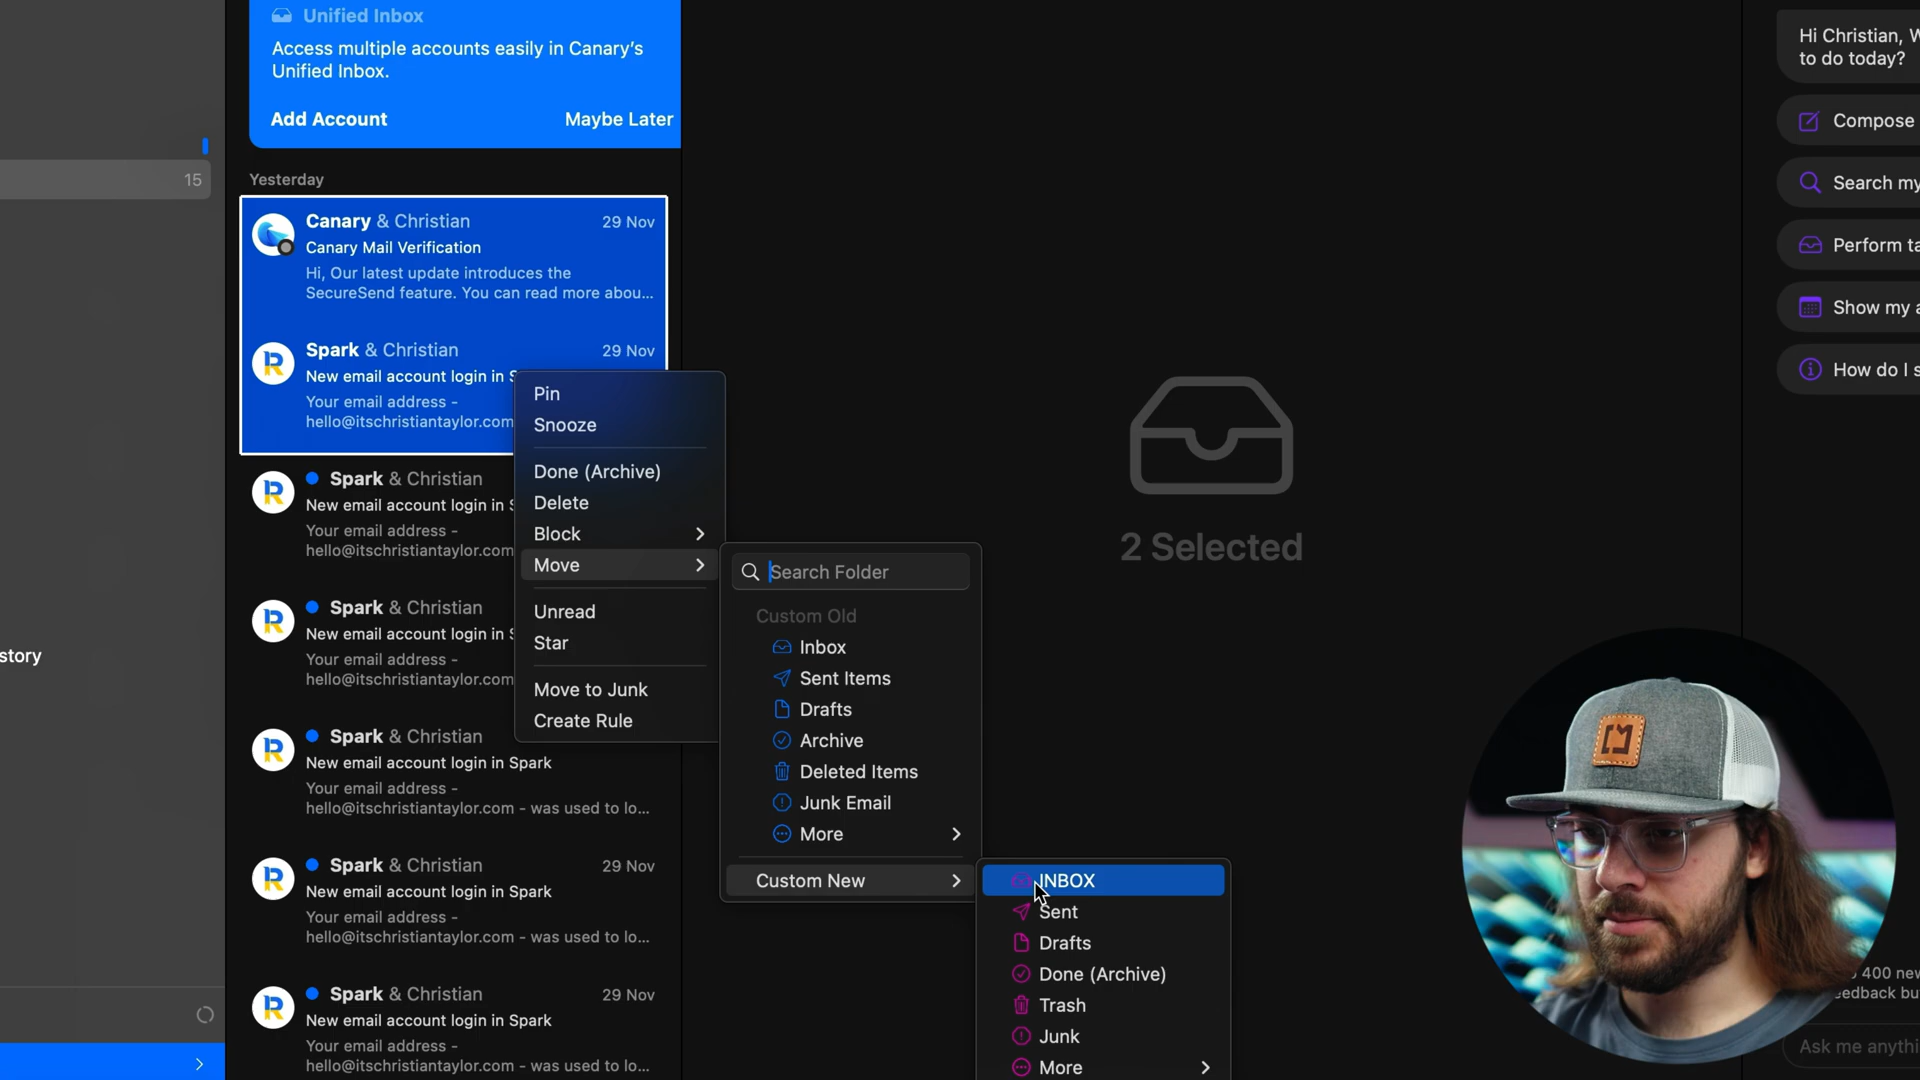 Unified Inbox
Access multiple accounts easily in Canary's
Unified Inbox.
Add Account
Maybe Later
15
Yesterday
Canary & Christian
29 Nov
Canary Mail Verification
Hi, Our latest update introduces the
SecureSend feature. You can read more abou...
Spark & Christian
29 Nov
New email account login in S
Your email address -
hello@itschristiantaylor.com
Spark & Christian
New email account login in S
Your email address -
hello@itschristiantaylor.com
Spark & Christian
New email account login in S
Your email address -
hello@itschristiantaylor.com
Spark & Christian
New email account login in Spark
Your email address -
hello@itschristiantaylor.com - was used to lo...
Spark & Christian
29 Nov
New email account login in Spark
Your email address -
hello@itschristiantaylor.com - was used to lo...
Spark & Christian
29 Nov
New email account login in Spark
Your email address -
hello@itschristiantaylor.com - was used to lo...
story
Pin
Snooze
Done (Archive)
Delete
Block
Move
Unread
Star
Move to Junk
Create Rule
Search Folder
Custom Old
Inbox
Sent Items
Drafts
Archive
Deleted Items
Junk Email
More
Custom New
INBOX
Sent
Drafts
Done (Archive)
Trash
Junk
More
2 Selected
Hi Christian, W
to do today?
Compose
Search my
Perform ta
Show my a
How do I s
400 new
edback bu
Ask me anythi